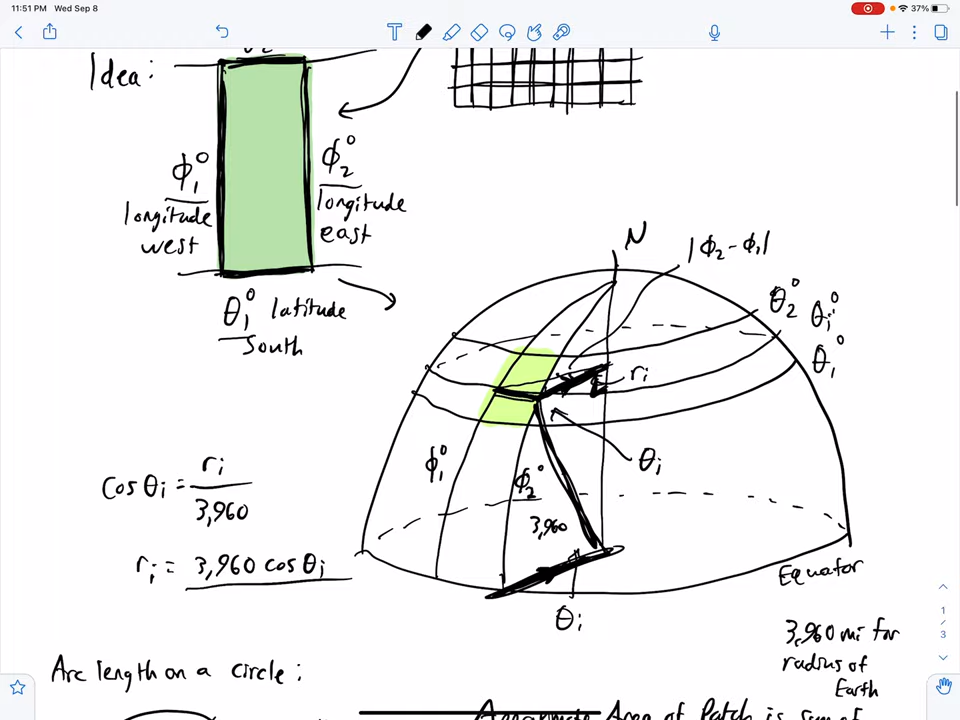 11:51 PM Wed Sep 8
37%
Idea:
ϕ₁°
longitude
west
ϕ₂°
longitude
east
θ₁° latitude
South
N
|ϕ₂ - ϕ₁|
θ₂°
θᵢ°
θ₁°
rᵢ
θᵢ
ϕ₁°
ϕ₂°
3,960
cos θᵢ = rᵢ / 3,960
rᵢ = 3,960 cos θᵢ
θᵢ
Equator
3,960 mi for
radius of
Earth
1
/
3
Arc length on a circle:
Approximate Area of Patch is sum of